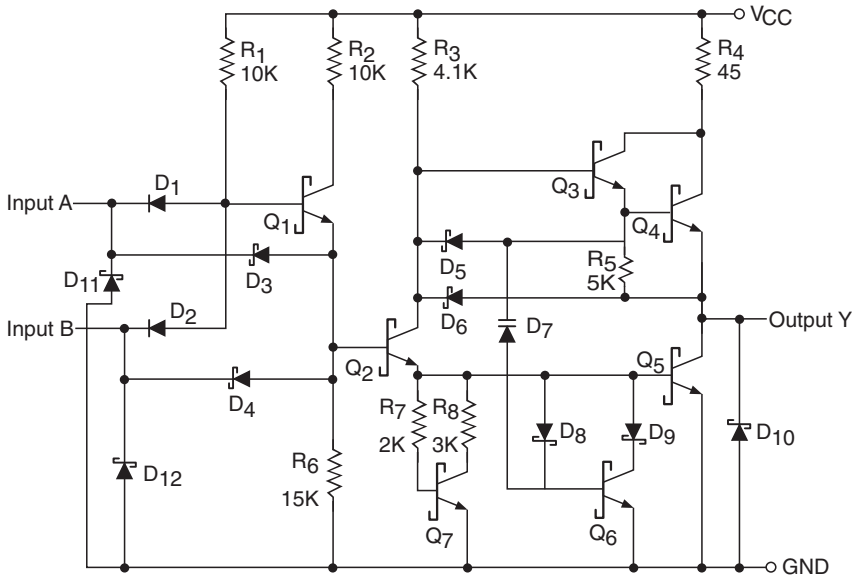 VCC
R1
10K
R2
10K
R3
4.1K
R4
45
Input A
D1
Q1
Q3
Q4
D11
D3
D5
R5
5K
Input B
D2
D6
D7
Output Y
Q2
Q5
D4
R7
2K
R8
3K
D8
D9
D10
D12
R6
15K
Q7
Q6
GND